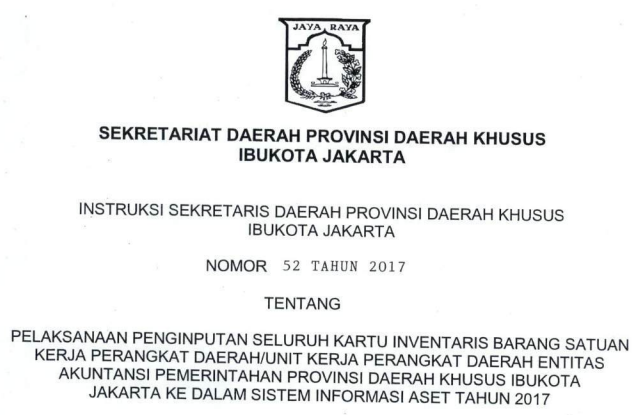 JAYA RAYA
SEKRETARIAT DAERAH PROVINSI DAERAH KHUSUS
IBUKOTA JAKARTA
INSTRUKSI SEKRETARIS DAERAH PROVINSI DAERAH KHUSUS
IBUKOTA JAKARTA
NOMOR 52 TAHUN 2017
TENTANG
PELAKSANAAN PENGINPUTAN SELURUH KARTU INVENTARIS BARANG SATUAN
KERJA PERANGKAT DAERAH/UNIT KERJA PERANGKAT DAERAH ENTITAS
AKUNTANSI PEMERINTAHAN PROVINSI DAERAH KHUSUS IBUKOTA
JAKARTA KE DALAM SISTEM INFORMASI ASET TAHUN 2017